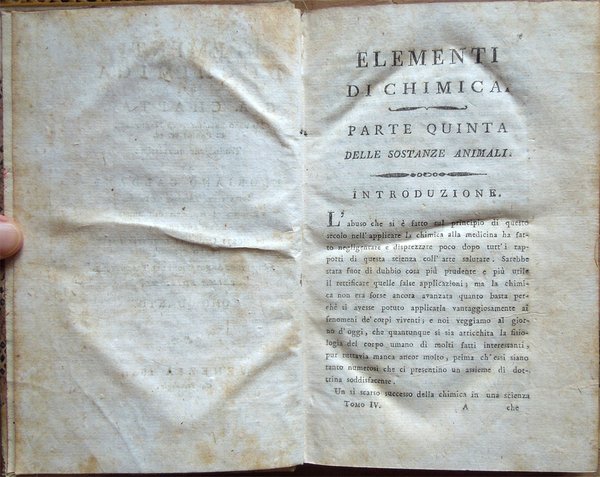 ELEMENTI
DI CHIMICA.
PARTE QUINTA
DELLE SOSTANZE ANIMALI.
INTRODUZIONE.
L'abuso che si è fatto sul principio di questo
secolo nell'applicare la chimica alla medicina ha fat-
to negligentare e disprezzare poco dopo tutt'i rap-
porti di questa scienza coll'arte salutare. Sarebbe
stata fuor di dubbio cosa più prudente e più utile
il rettificare quelle false applicazioni; ma la chimi-
ca non era forse ancora avanzata quanto basta per-
chè si avesse potuto applicarla vantaggiosamente ai
fenomeni de'corpi viventi; e noi veggiamo al gior-
no d'oggi, che quantunque si sia arricchita la fisio-
logia del corpo umano di molti fatti interessanti,
pur tuttavia manca ancor molto, prima ch'essi siano
tanto numerosi che ci presentino un assieme di dot-
trina soddisfacente.
Un sì scarso successo della chimica in una scienza
TOMO IV. A che